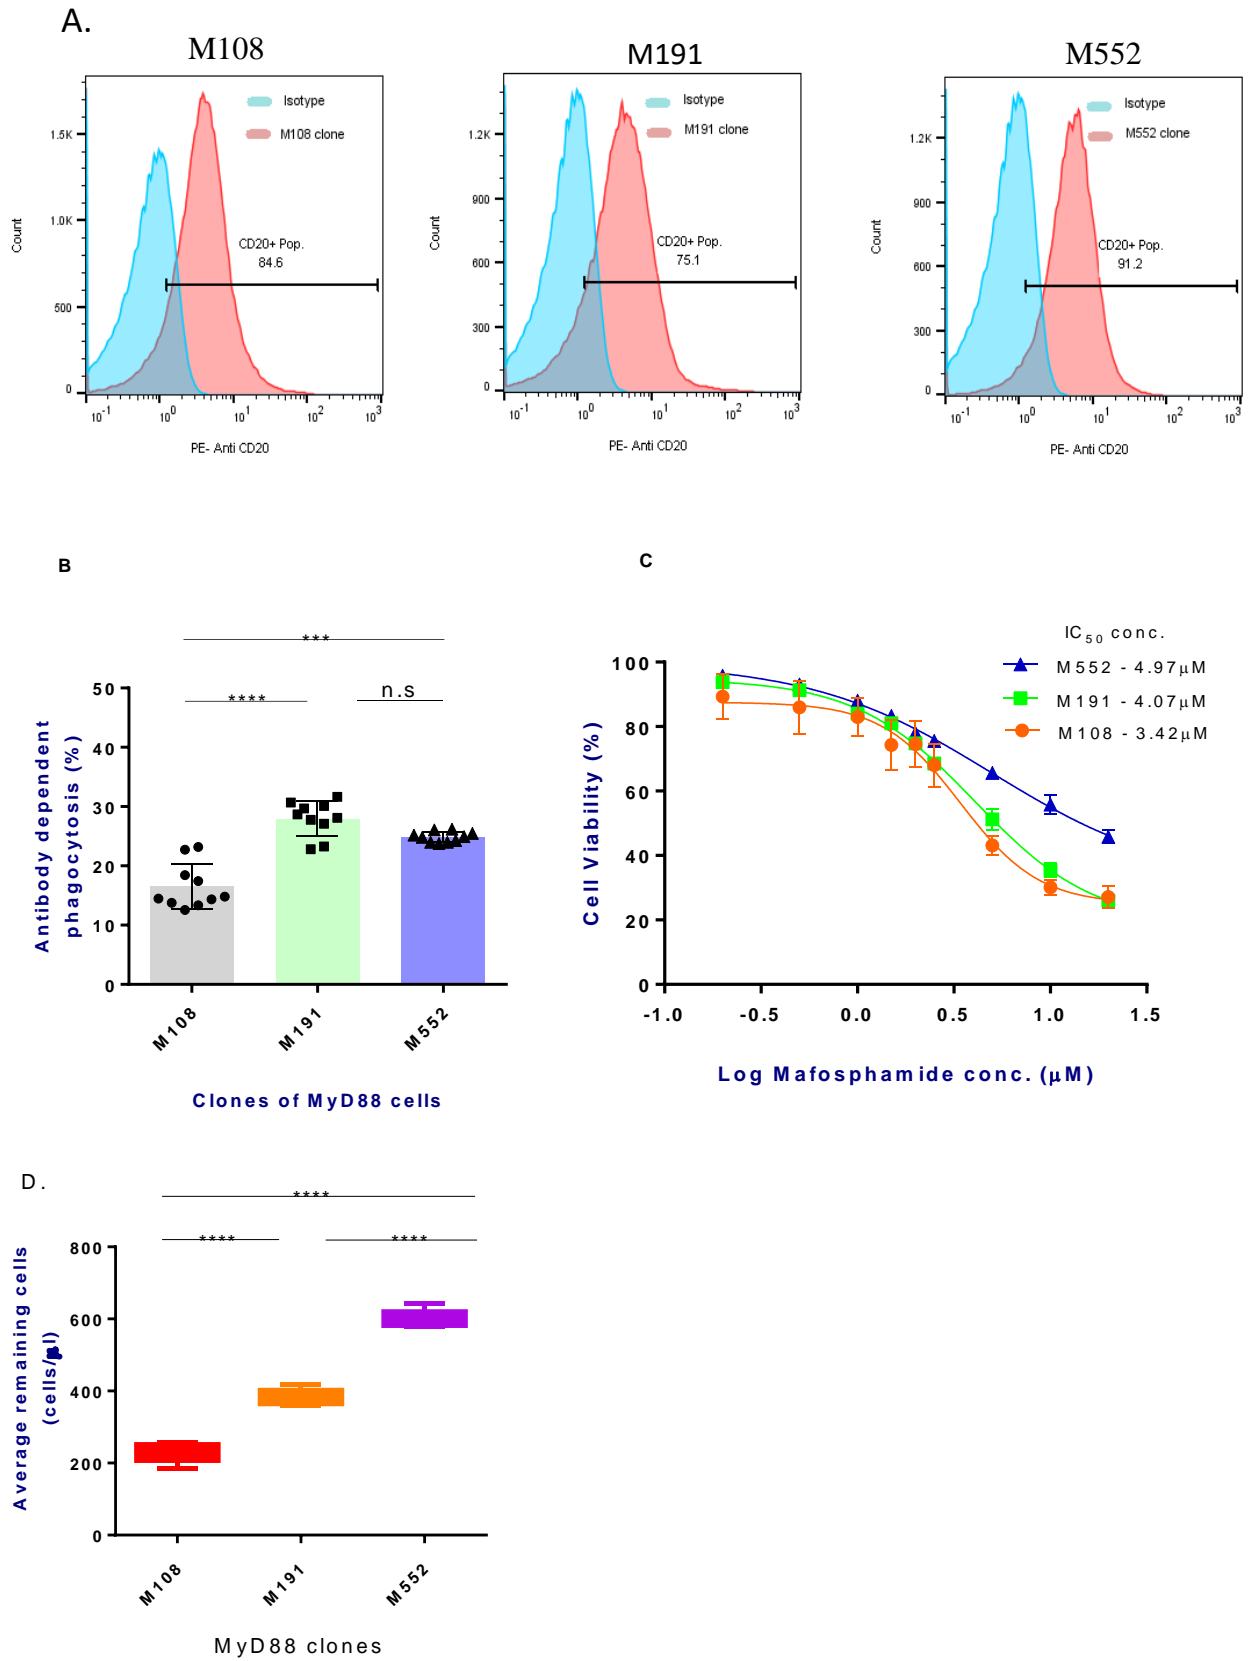 A.
M108
M191
M552
Isotype
M108 clone
1.5K
1.0K
500
0
Count
CD20+ Pop.
84.6
10-1 100 101 102 103
PE- Anti CD20
Isotype
M191 clone
1.2K
900
600
300
0
Count
CD20+ Pop.
75.1
10-1 100 101 102 103
PE- Anti CD20
Isotype
M552 clone
1.2K
900
600
300
0
Count
CD20+ Pop.
91.2
10-1 100 101 102 103
PE- Anti CD20
B
***
****
n.s
50
40
30
20
10
0
Antibody dependent
phagocytosis (%)
M108
M191
M552
Clones of MyD88 cells
C
IC50 conc.
M552 - 4.97μM
M191 - 4.07μM
M108 - 3.42μM
100
80
60
40
20
0
Cell Viability (%)
-1.0 -0.5 0.0 0.5 1.0 1.5
Log Mafosphamide conc. (μM)
D.
****
****
****
800
600
400
200
0
Average remaining cells
(cells/μl)
M108
M191
M552
MyD88 clones